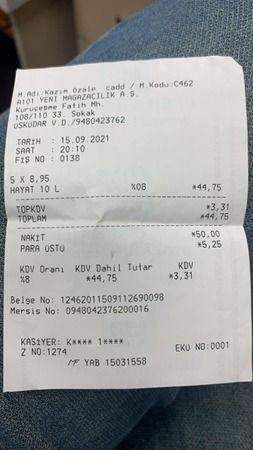 M.Adı:Kazım Özalp cadd / M.Kodu:C462
A101 YENİ MAĞAZACILIK A.Ş.
Kuruçeşme Fatih Mh.
108/110 33. Sokak
ÜSKÜDAR V.D./9480423762
TARİH : 15.09.2021
SAAT : 20:10
FİŞ NO : 0138
5 X 8,95
HAYAT 10 L %08 *44,75
TOPKDV *3,31
TOPLAM *44,75
NAKİT *50,00
PARA ÜSTÜ *5,25
KDV Oranı KDV Dahil Tutar KDV
%8 *44,75 *3,31
Belge No: 12462011509112690098
Mersis No: 0948042376200016
KASİYER: K**** 1****
Z NO:1274 EKÜ NO:0001
MF YAB 15031558